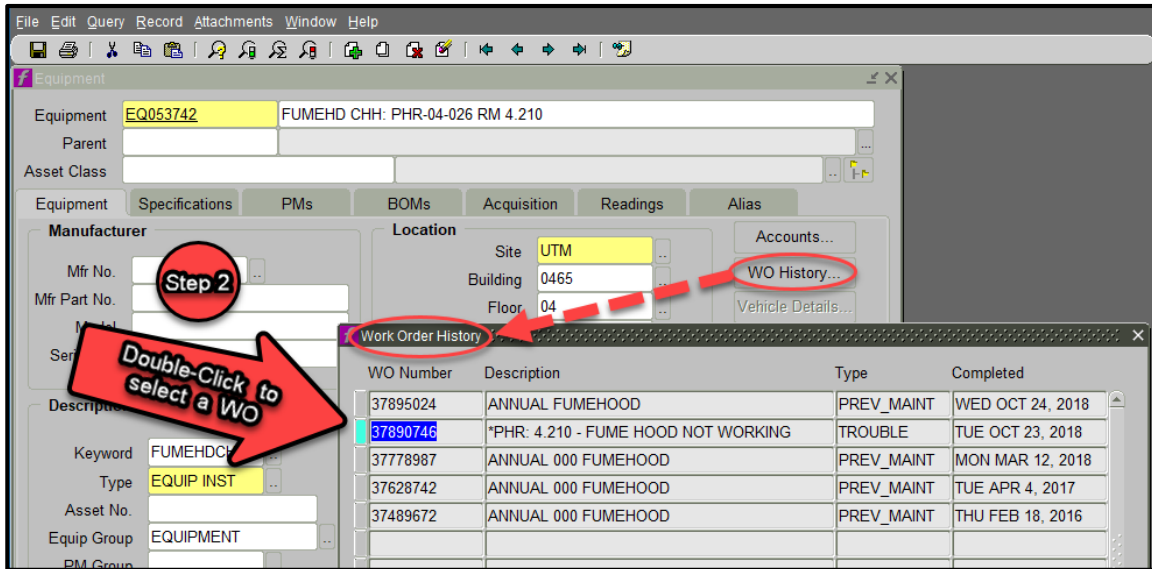 File Edit Query Record Attachments Window Help
Equipment
Equipment EQ053742 FUMEHD CHH: PHR-04-026 RM 4.210
Parent ...
Asset Class ..
Equipment Specifications PMs BOMs Acquisition Readings Alias
Manufacturer Location
Accounts...
Site UTM ..
Mfr No. .. WO History...
Step 2
Building 0465 ..
Mfr Part No. Floor 04 .. Vehicle Details...
Double-Click to
select a WO
Work Order History
WO Number Description Type Completed
37895024 ANNUAL FUMEHOOD PREV_MAINT WED OCT 24, 2018
37890746 *PHR: 4.210 - FUME HOOD NOT WORKING TROUBLE TUE OCT 23, 2018
37778987 ANNUAL 000 FUMEHOOD PREV_MAINT MON MAR 12, 2018
37628742 ANNUAL 000 FUMEHOOD PREV_MAINT TUE APR 4, 2017
37489672 ANNUAL 000 FUMEHOOD PREV_MAINT THU FEB 18, 2016
Keyword
Type EQUIP INST ..
Asset No.
Equip Group EQUIPMENT ..
PM Group